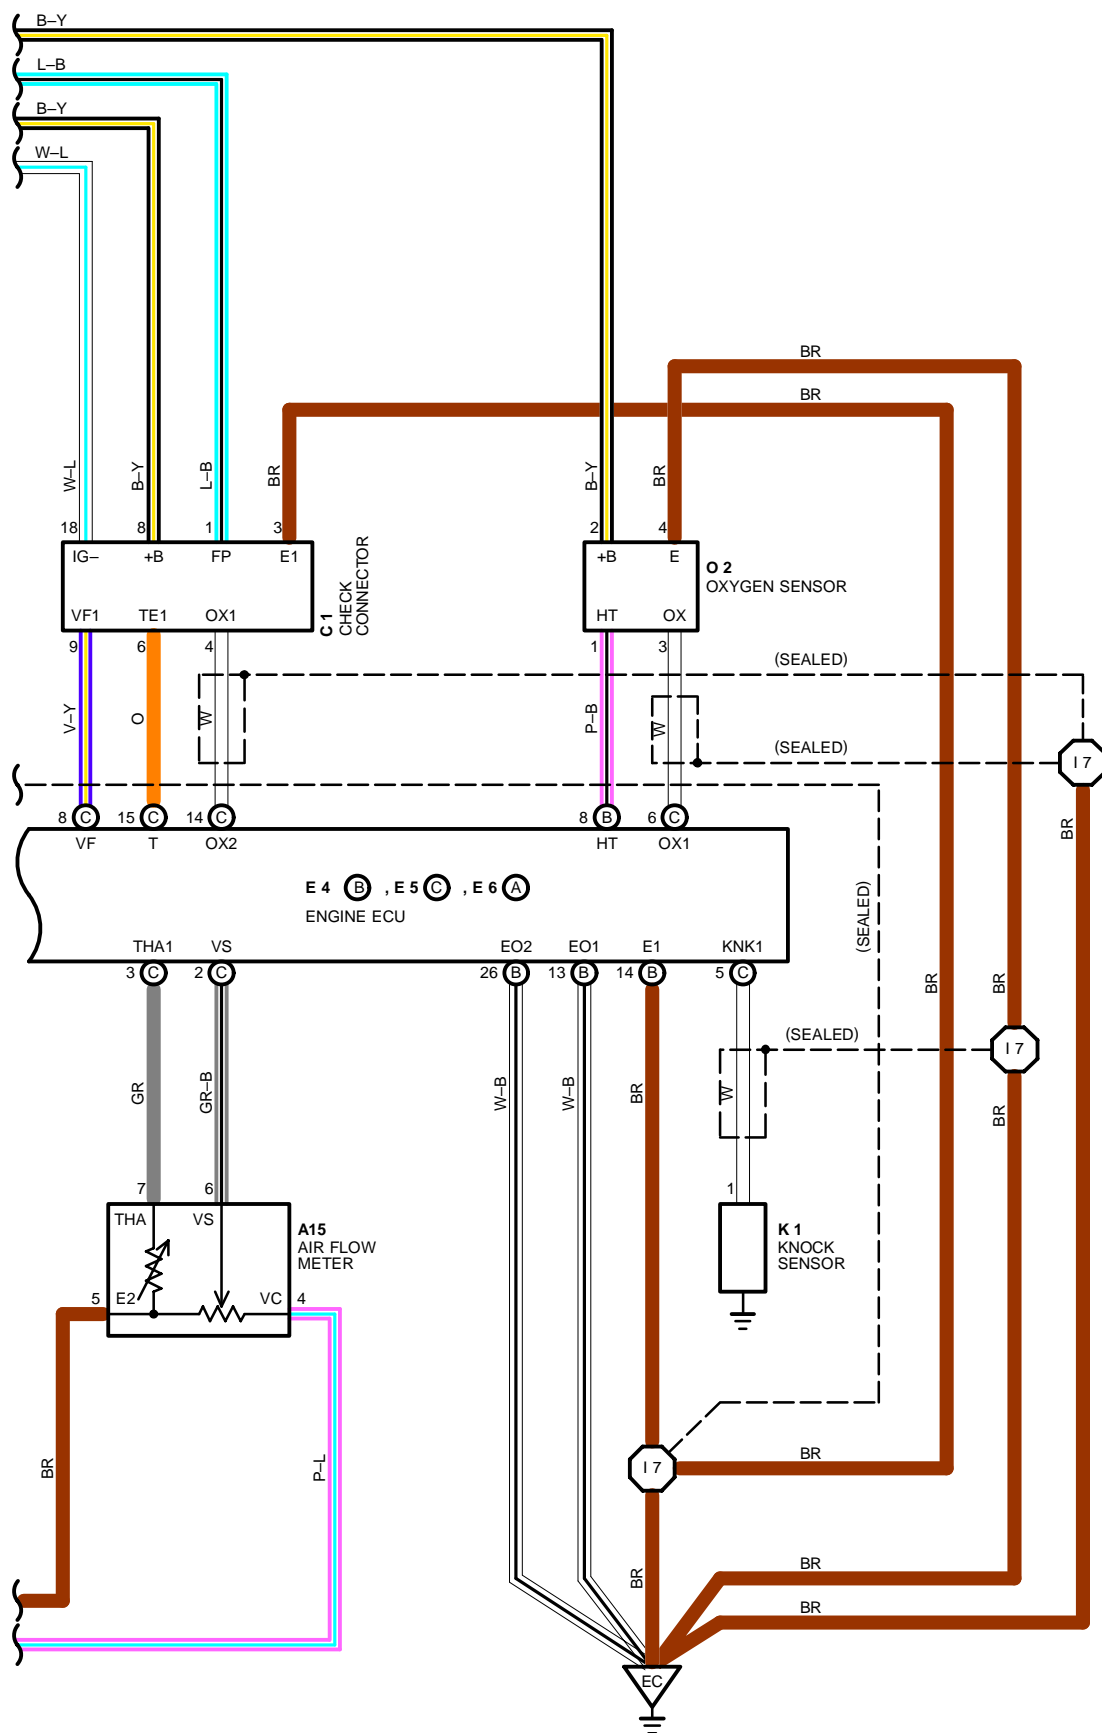 B–Y
L–B
B–Y
W–L
BR
BR
W–L
B–Y
L–B
BR
B–Y
BR
18 8 1 3
2 4
IG– +B FP E1
+B E
C 1
CHECK
CONNECTOR
O 2
OXYGEN SENSOR
VF1 TE1 OX1
HT OX
9 6 4
1 3
(SEALED)
V–Y
O
W
P–B
W
(SEALED)
I 7
8 C 15 C 14 C
8 B 6 C
BR
VF T OX2
HT OX1
E 4 B , E 5 C , E 6 A
ENGINE ECU
(SEALED)
THA1 VS
EO2 EO1 E1 KNK1
3 C 2 C
26 B 13 B 14 B 5 C
BR
BR
(SEALED)
I 7
GR
GR–B
W–B
W–B
BR
W
BR
7 6
1
THA VS
A15
AIR FLOW
METER
K 1
KNOCK
SENSOR
5 E2 VC 4
BR
P–L
I 7
BR
BR
BR
BR
EC